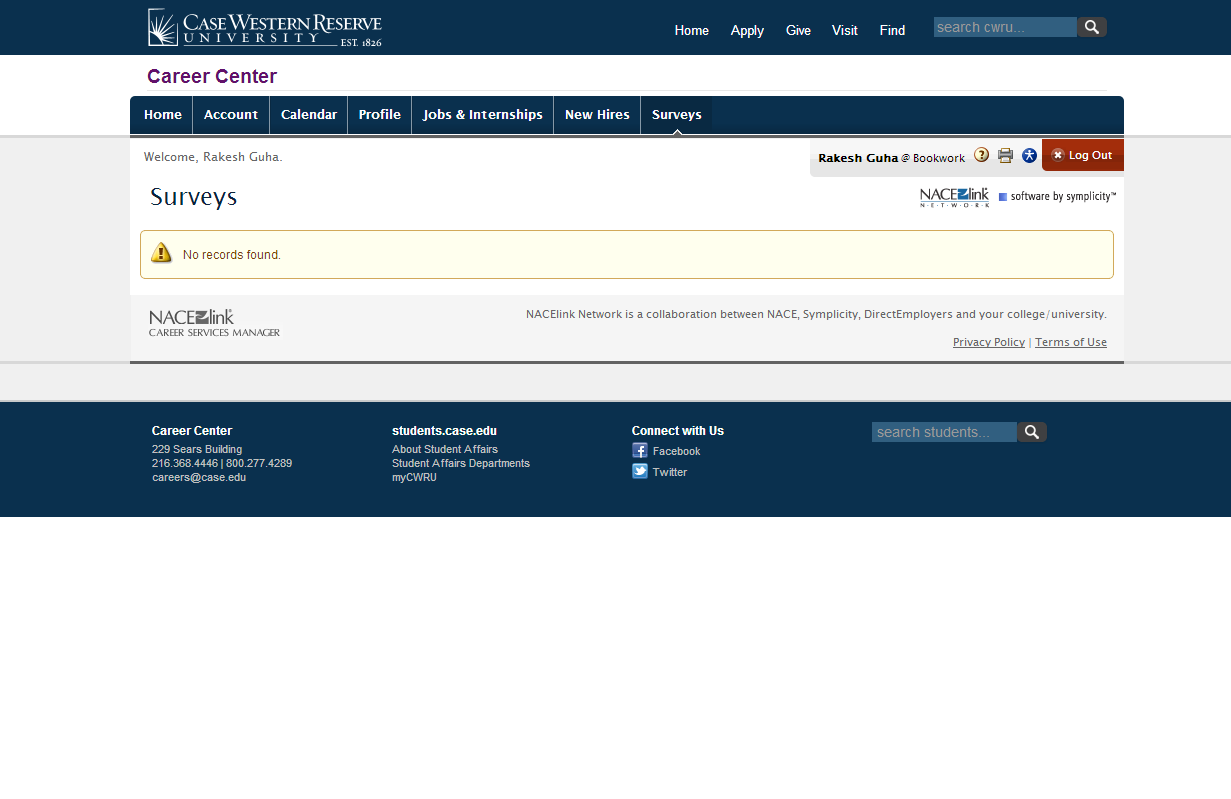 CASE WESTERN RESERVE
UNIVERSITY EST. 1826
Home Apply Give Visit Find search cwru...
Career Center
Home Account Calendar Profile Jobs & Internships New Hires Surveys
Welcome, Rakesh Guha.
Rakesh Guha @ Bookwork ? Log Out
Surveys
NACElink
NETWORK
software by symplicity™
No records found.
NACElink
CAREER SERVICES MANAGER
NACElink Network is a collaboration between NACE, Symplicity, DirectEmployers and your college/university.
Privacy Policy | Terms of Use
Career Center
229 Sears Building
216.368.4446 | 800.277.4289
careers@case.edu
students.case.edu
About Student Affairs
Student Affairs Departments
myCWRU
Connect with Us
Facebook
Twitter
search students...